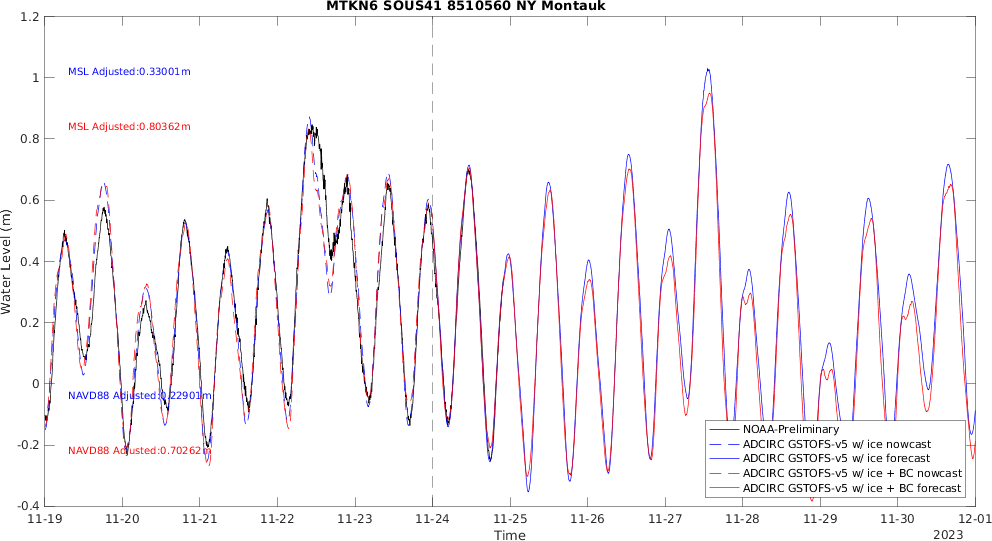 MTKN6 SOUS41 8510560 NY Montauk
1.2
1
0.8
0.6
0.4
0.2
0
-0.2
-0.4
Water Level (m)
MSL Adjusted:0.33001m
MSL Adjusted:0.80362m
NAVD88 Adjusted:0.22901m
NAVD88 Adjusted:0.70262m
NOAA-Preliminary
ADCIRC GSTOFS-v5 w/ ice nowcast
ADCIRC GSTOFS-v5 w/ ice forecast
ADCIRC GSTOFS-v5 w/ ice + BC nowcast
ADCIRC GSTOFS-v5 w/ ice + BC forecast
11-19 11-20 11-21 11-22 11-23 11-24 11-25 11-26 11-27 11-28 11-29 11-30 12-01
Time
2023